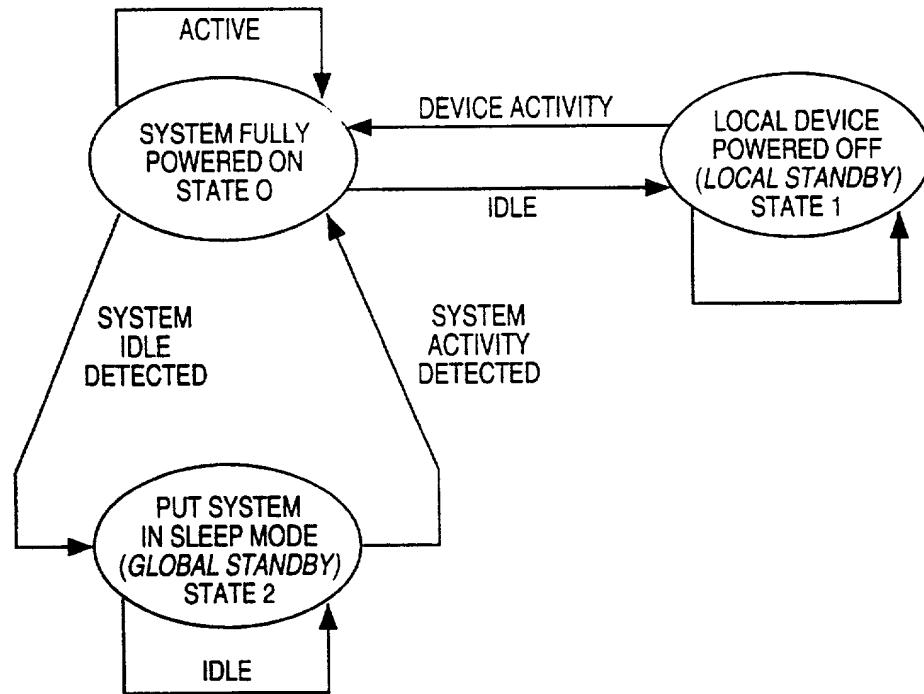 ACTIVE
SYSTEM FULLY
POWERED ON
STATE O
DEVICE ACTIVITY
IDLE
LOCAL DEVICE
POWERED OFF
(LOCAL STANDBY)
STATE 1
SYSTEM
IDLE
DETECTED
SYSTEM
ACTIVITY
DETECTED
PUT SYSTEM
IN SLEEP MODE
(GLOBAL STANDBY)
STATE 2
IDLE